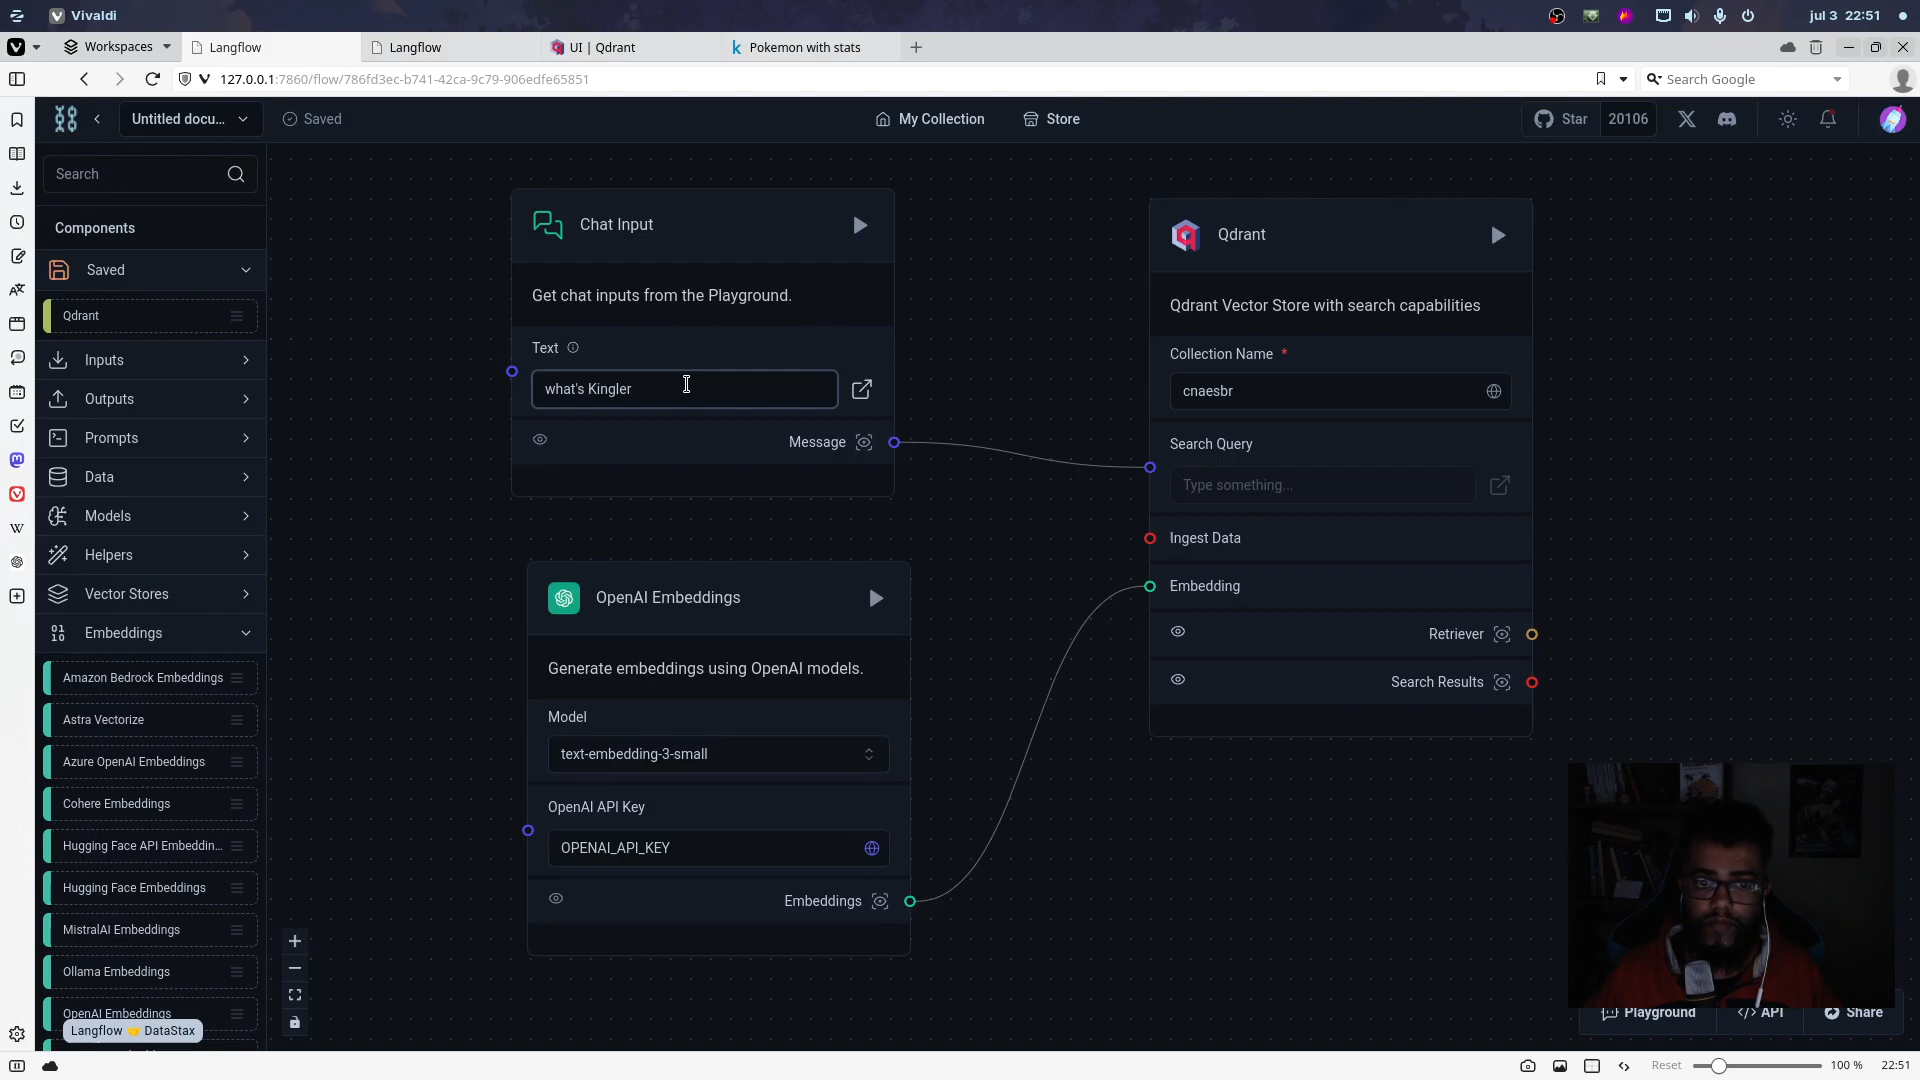 Vivaldi
jul 3 22:51
Workspaces
Langflow
Langflow
UI | Qdrant
Pokemon with stats
127.0.0.1:7860/flow/786fd3ec-b741-42ca-9c79-906edfe65851
Search Google
Untitled docu...
Saved
My Collection
Store
Star
20106
Search
Components
Saved
Qdrant
Inputs
Outputs
Prompts
Data
Models
Helpers
Vector Stores
Embeddings
Amazon Bedrock Embeddings
Astra Vectorize
Azure OpenAI Embeddings
Cohere Embeddings
Hugging Face API Embeddin...
Hugging Face Embeddings
MistralAI Embeddings
Ollama Embeddings
OpenAI Embeddings
Langflow 🤝 DataStax
Chat Input
Get chat inputs from the Playground.
Text
what's Kingler
Message
OpenAI Embeddings
Generate embeddings using OpenAI models.
Model
text-embedding-3-small
OpenAI API Key
OPENAI_API_KEY
Embeddings
Qdrant
Qdrant Vector Store with search capabilities
Collection Name *
cnaesbr
Search Query
Type something...
Ingest Data
Embedding
Retriever
Search Results
Playground
API
Share
Reset
100 %
22:51